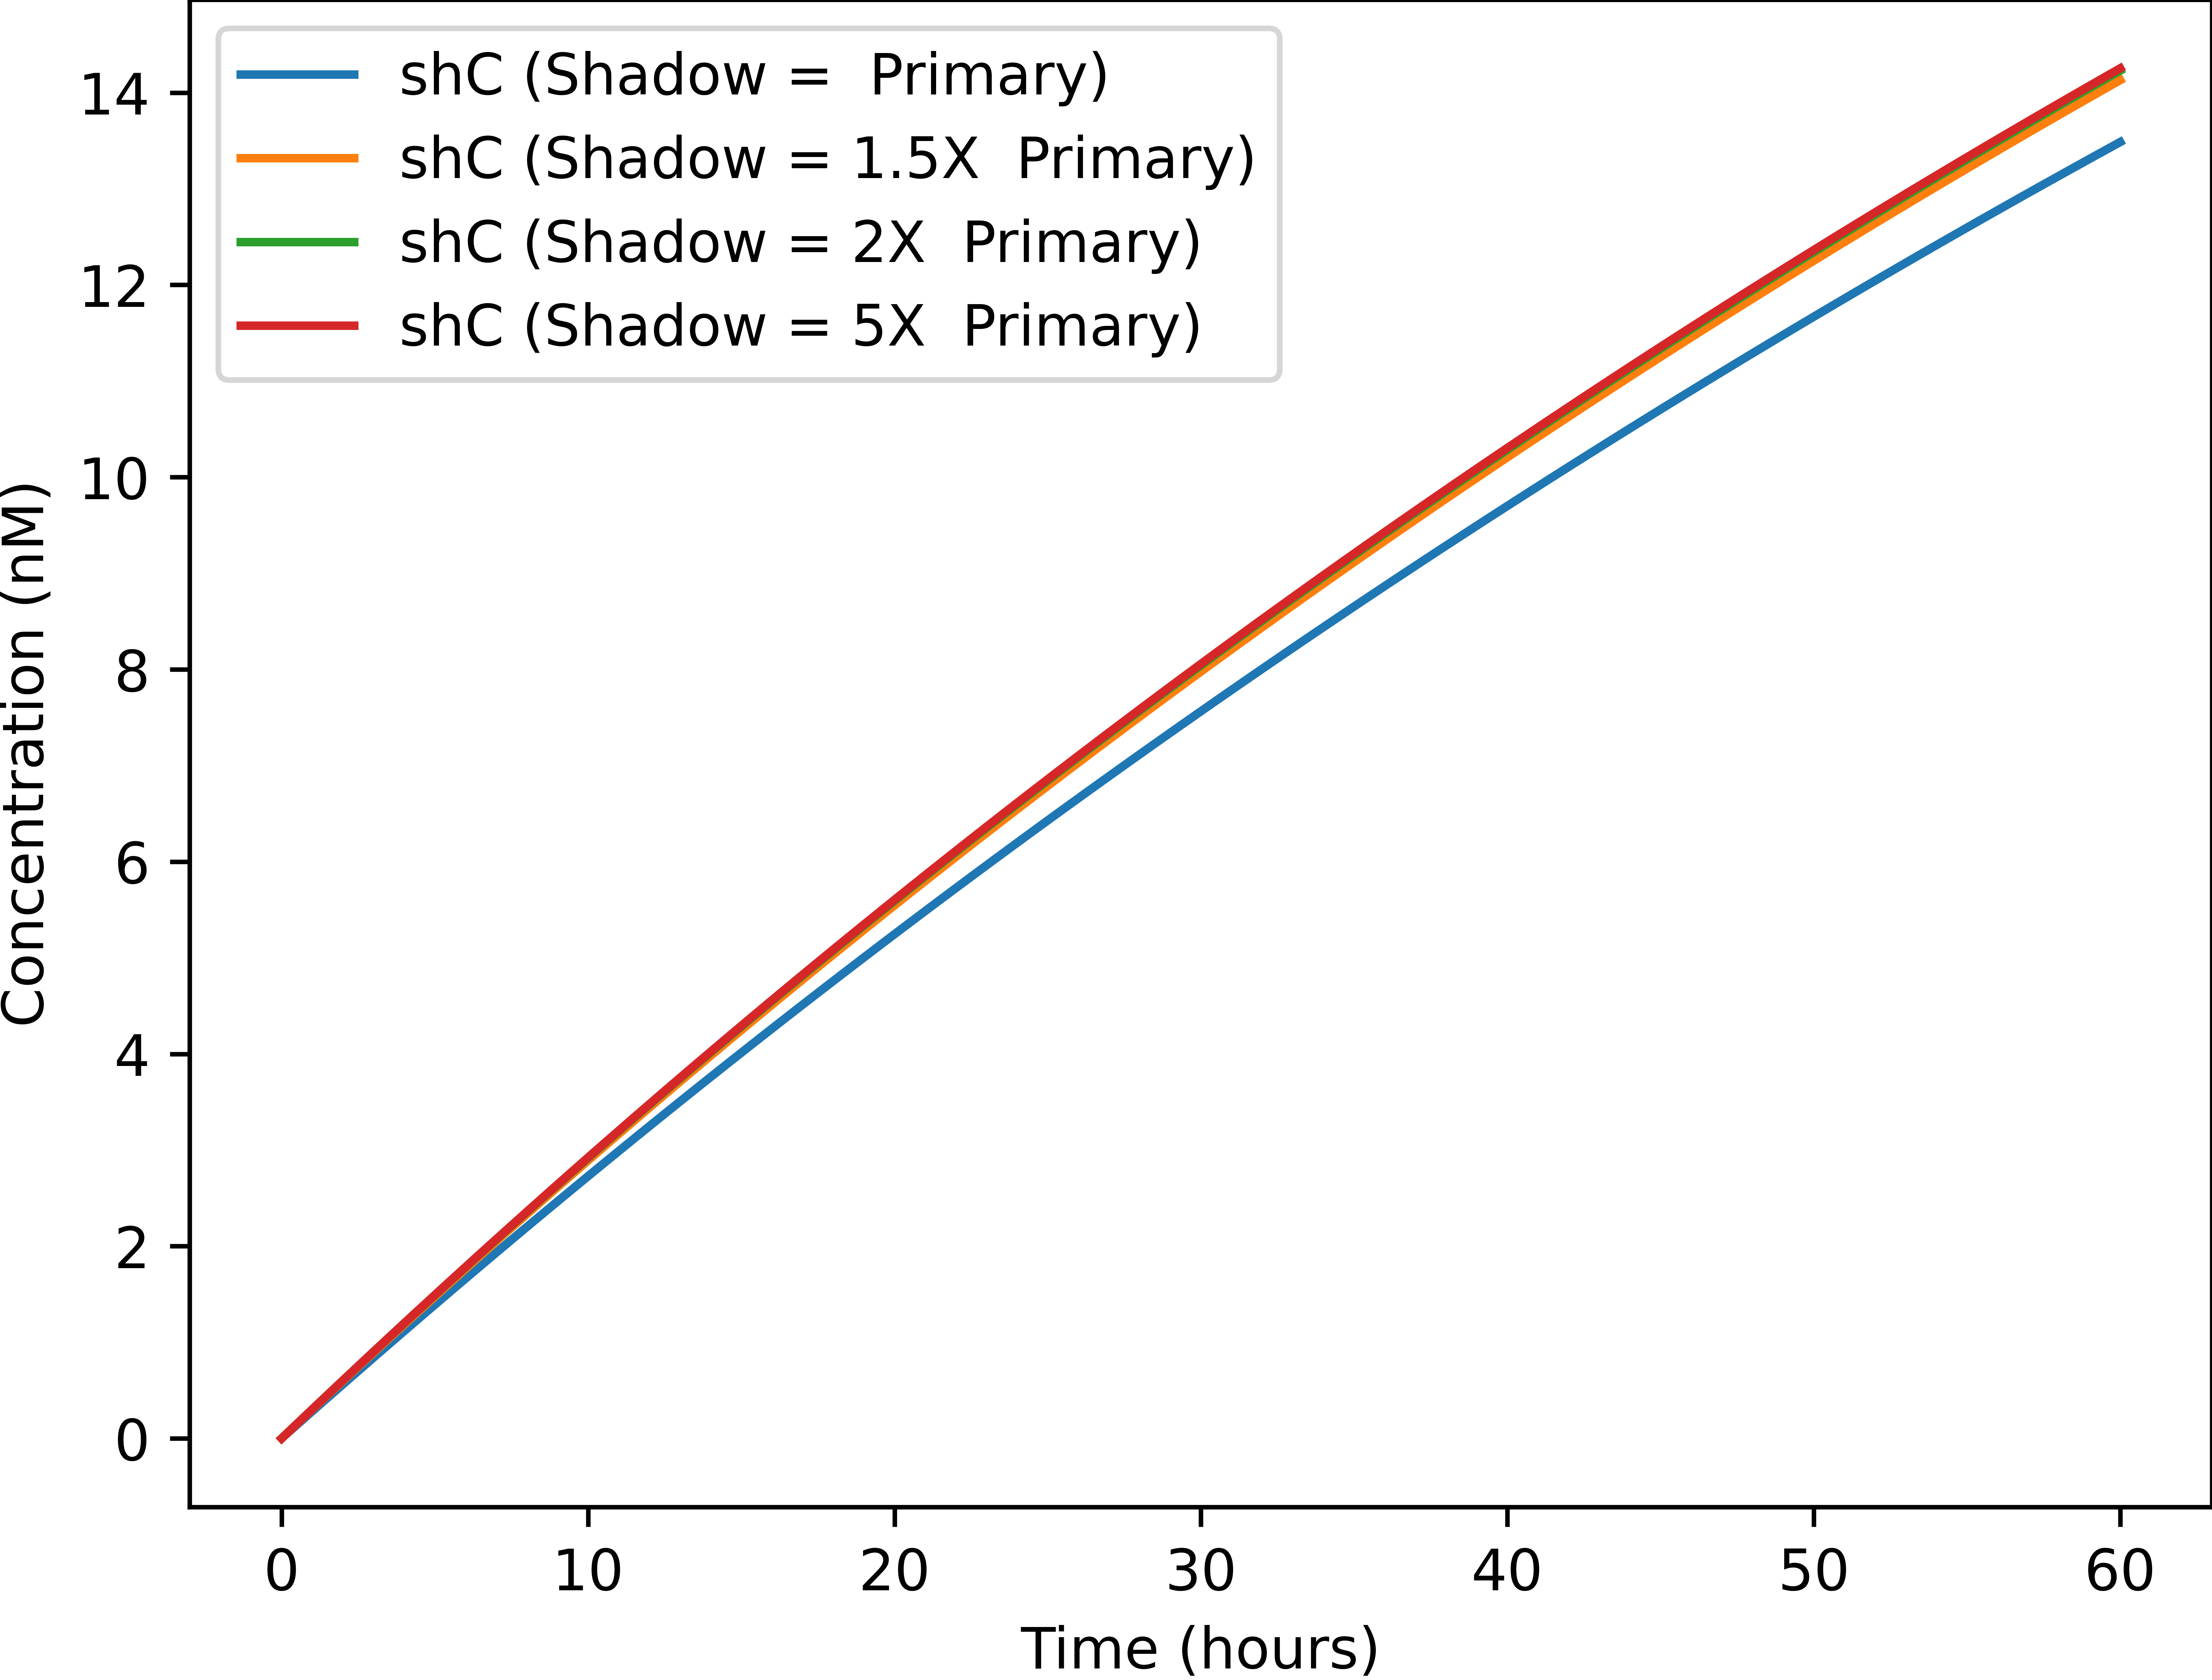 shC (Shadow =  Primary)
shC (Shadow = 1.5X  Primary)
shC (Shadow = 2X  Primary)
shC (Shadow = 5X  Primary)
14
12
10
8
6
4
2
0
Concentration (nM)
0 10 20 30 40 50 60
Time (hours)